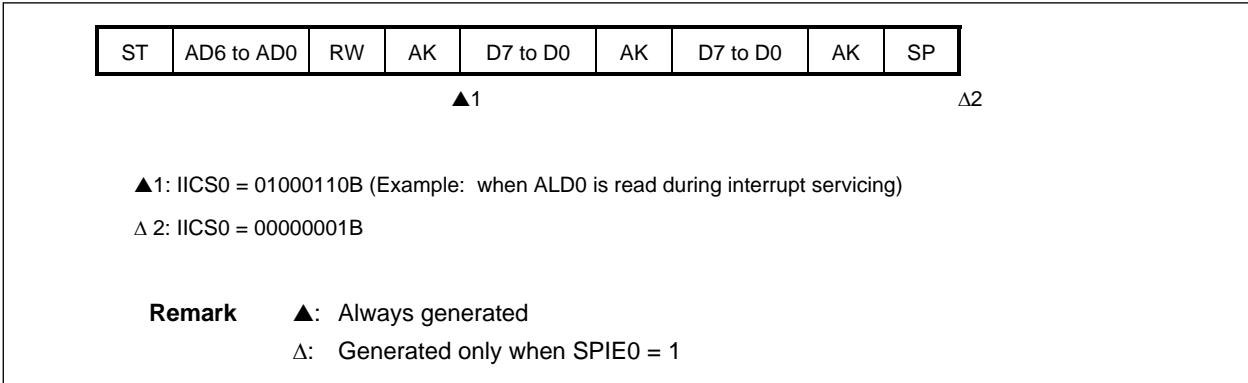 ST AD6 to AD0 RW AK D7 to D0 AK D7 to D0 AK SP
▲1 Δ2
▲1: IICS0 = 01000110B (Example: when ALD0 is read during interrupt servicing)
Δ 2: IICS0 = 00000001B
Remark ▲: Always generated
Δ: Generated only when SPIE0 = 1